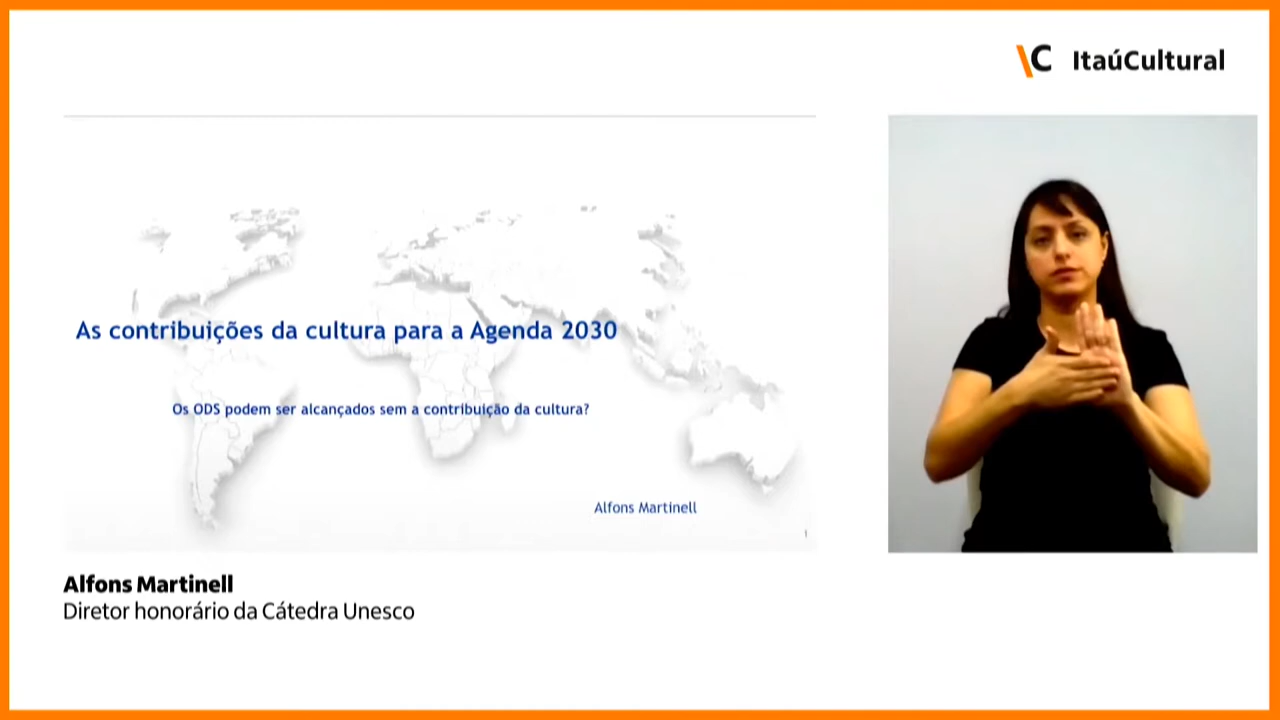 \C ItaúCultural
As contribuições da cultura para a Agenda 2030
Os ODS podem ser alcançados sem a contribuição da cultura?
Alfons Martinell
1
Alfons Martinell
Diretor honorário da Cátedra Unesco